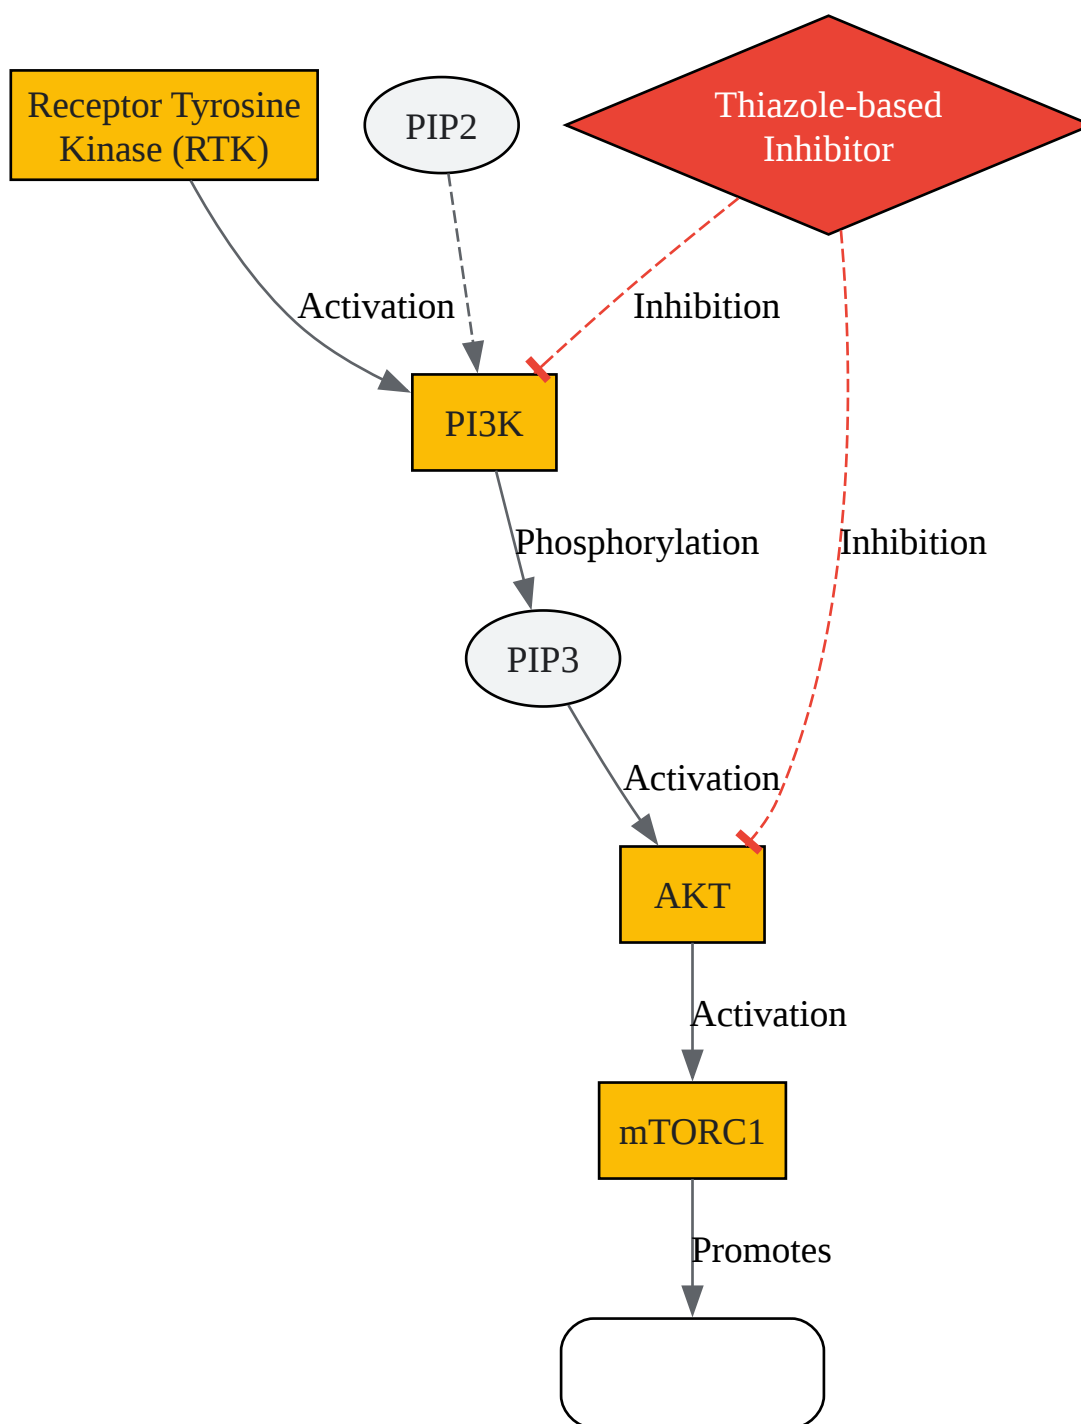 Receptor Tyrosine
Kinase (RTK)
PIP2
Thiazole-based
Inhibitor
Activation
Inhibition
PI3K
Phosphorylation
Inhibition
PIP3
Activation
AKT
Activation
mTORC1
Promotes